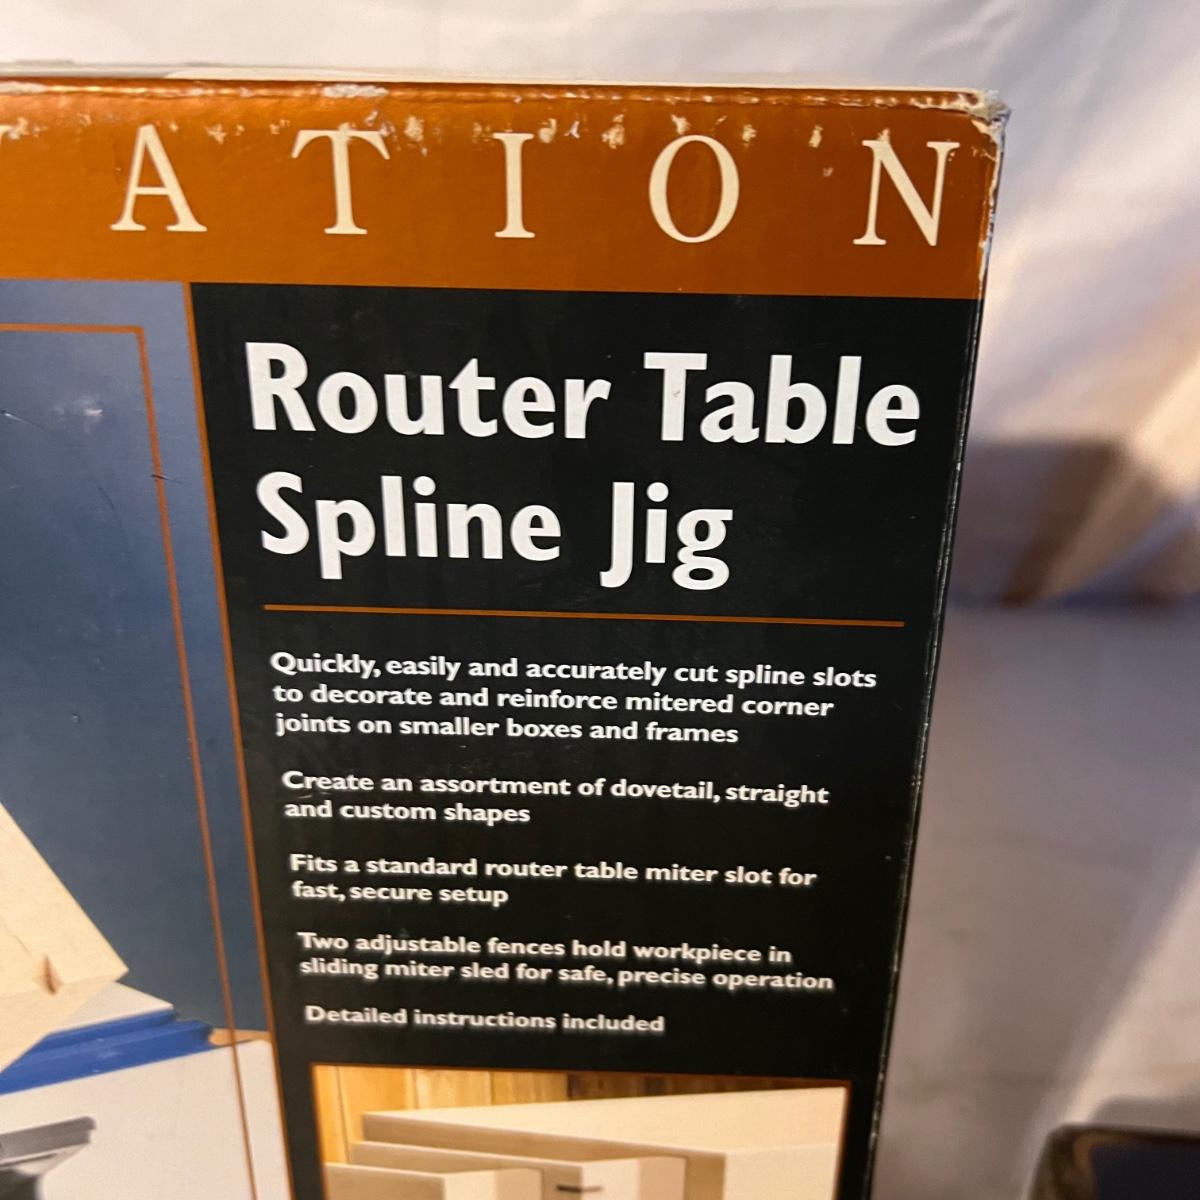 ATION
Router Table
Spline Jig
Quickly, easily and accurately cut spline slots
to decorate and reinforce mitered corner
joints on smaller boxes and frames
Create an assortment of dovetail, straight
and custom shapes
Fits a standard router table miter slot for
fast, secure setup
Two adjustable fences hold workpiece in
sliding miter sled for safe, precise operation
Detailed instructions included